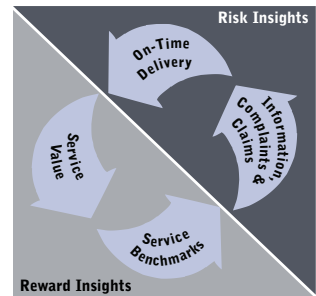 Risk Insights
On-Time
Delivery
Information,
Complaints &
Claims
Service
Value
Service
Benchmarks
Reward Insights